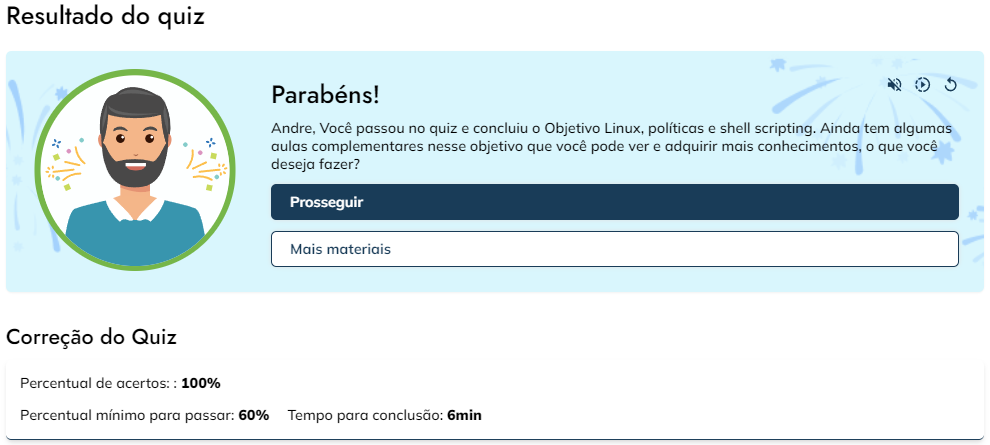 Resultado do quiz
Parabéns!
Andre, Você passou no quiz e concluiu o Objetivo Linux, políticas e shell scripting. Ainda tem algumas
aulas complementares nesse objetivo que você pode ver e adquirir mais conhecimentos, o que você
deseja fazer?
Prosseguir
Mais materiais
Correção do Quiz
Percentual de acertos: : 100%
Percentual mínimo para passar: 60% Tempo para conclusão: 6min